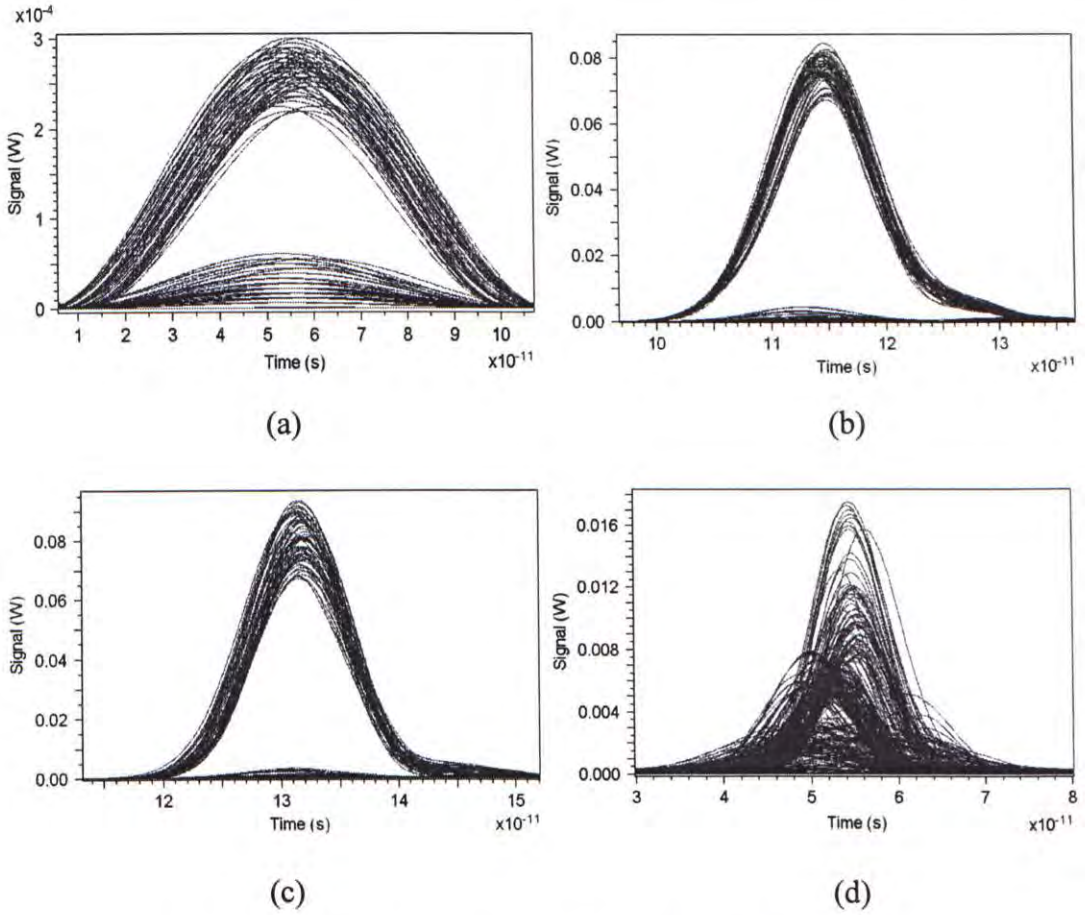 x10-4
3
2
1
0
Signal (W)
1 2 3 4 5 6 7 8 9 10
Time (s)
x10-11
(a)
0.08
0.06
0.04
0.02
0.00
Signal (W)
10 11 12 13
Time (s)
x10-11
(b)
0.08
0.06
0.04
0.02
0.00
Signal (W)
12 13 14 15
Time (s)
x10-11
(c)
0.016
0.012
0.008
0.004
0.000
Signal (W)
3 4 5 6 7 8
Time (s)
x10-11
(d)